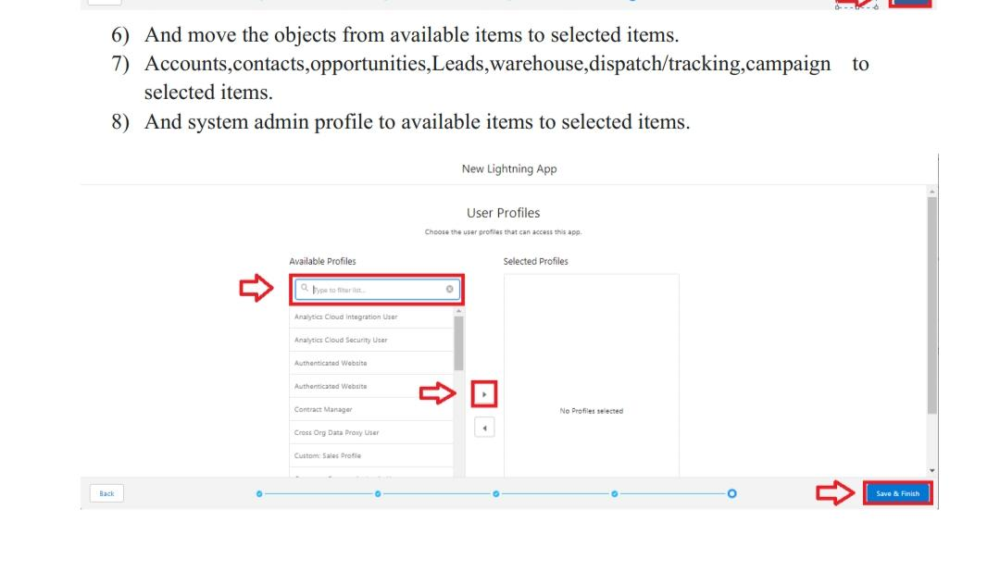 6) And move the objects from available items to selected items.
7) Accounts,contacts,opportunities,Leads,warehouse,dispatch/tracking,campaign to
selected items.
8) And system admin profile to available items to selected items.
New Lightning App
User Profiles
Choose the user profiles that can access this app.
Available Profiles
Selected Profiles
Type to filter list...
Analytics Cloud Integration User
Analytics Cloud Security User
Authenticated Website
Authenticated Website
Contract Manager
No Profiles selected
Cross Org Data Proxy User
Custom: Sales Profile
Back
Save & Finish